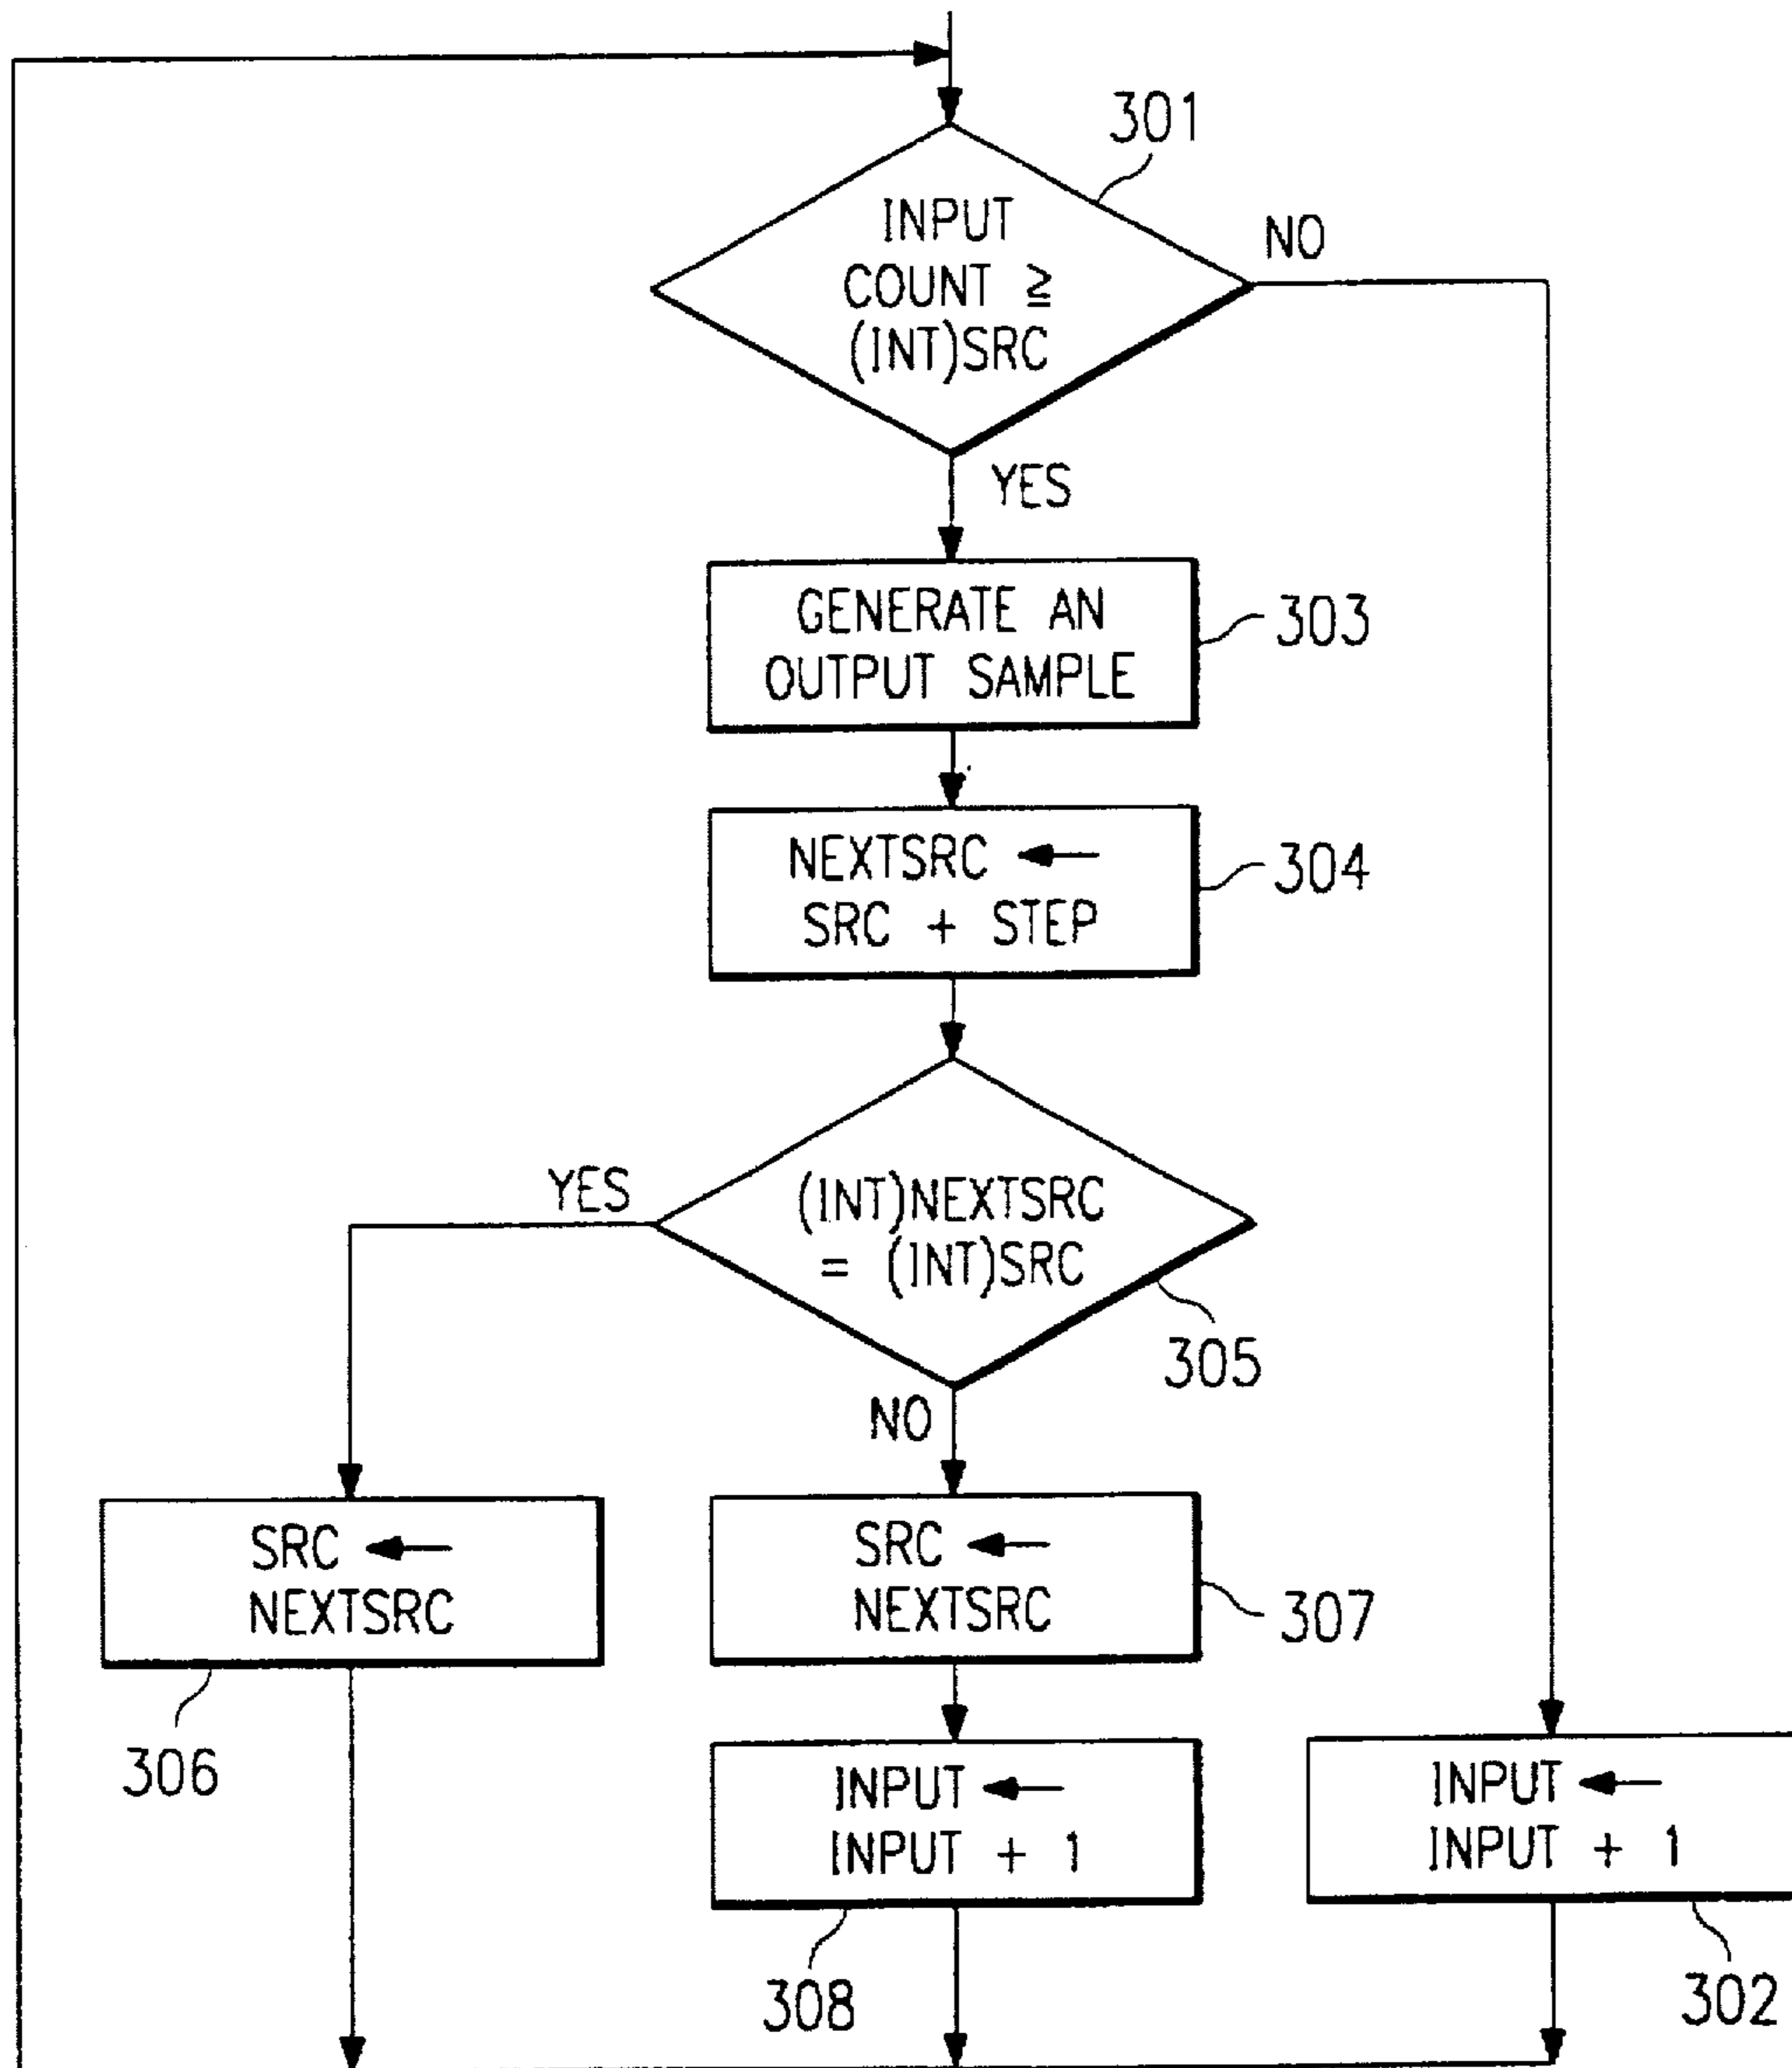 301
INPUT
COUNT ≧
(INT)SRC
NO
YES
GENERATE AN
OUTPUT SAMPLE
303
NEXTSRC ←
SRC + STEP
304
YES
(INT)NEXTSRC
= (INT)SRC
305
NO
SRC ←
NEXTSRC
306
SRC ←
NEXTSRC
307
INPUT ←
INPUT + 1
308
INPUT ←
INPUT + 1
302